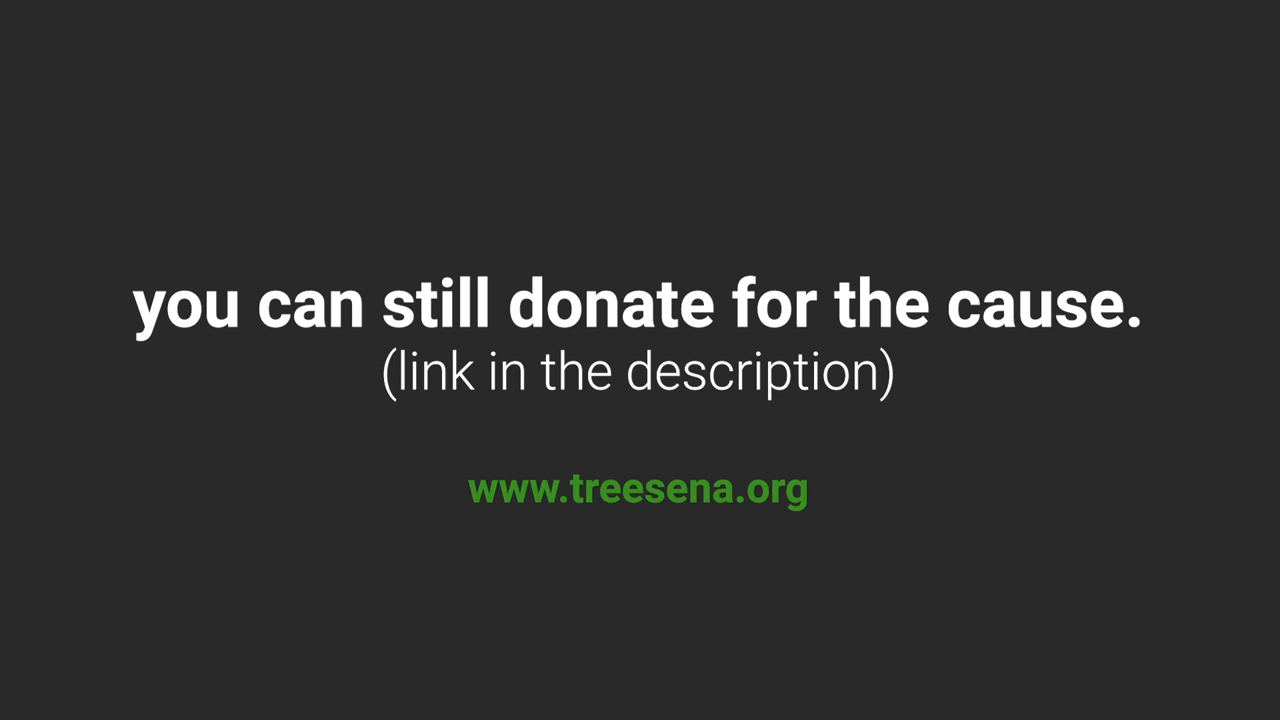 you can still donate for the cause.
(link in the description)
www.treesena.org